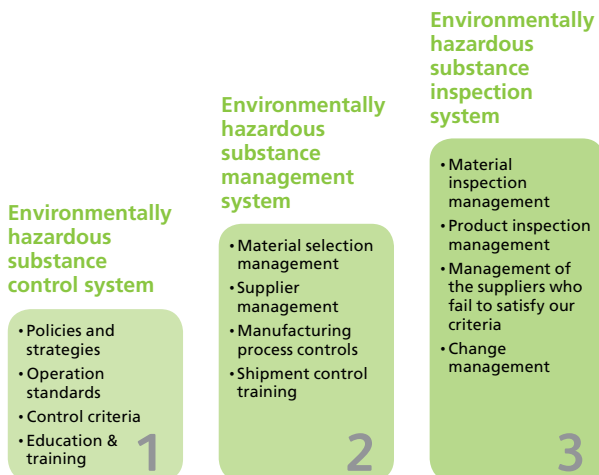 Environmentally
hazardous
substance
control system
• Policies and
strategies
• Operation
standards
• Control criteria
• Education &
training
1
Environmentally
hazardous
substance
management
system
• Material selection
management
• Supplier
management
• Manufacturing
process controls
• Shipment control
training
2
Environmentally
hazardous
substance
inspection
system
• Material
inspection
management
• Product inspection
management
• Management of
the suppliers who
fail to satisfy our
criteria
• Change
management
3